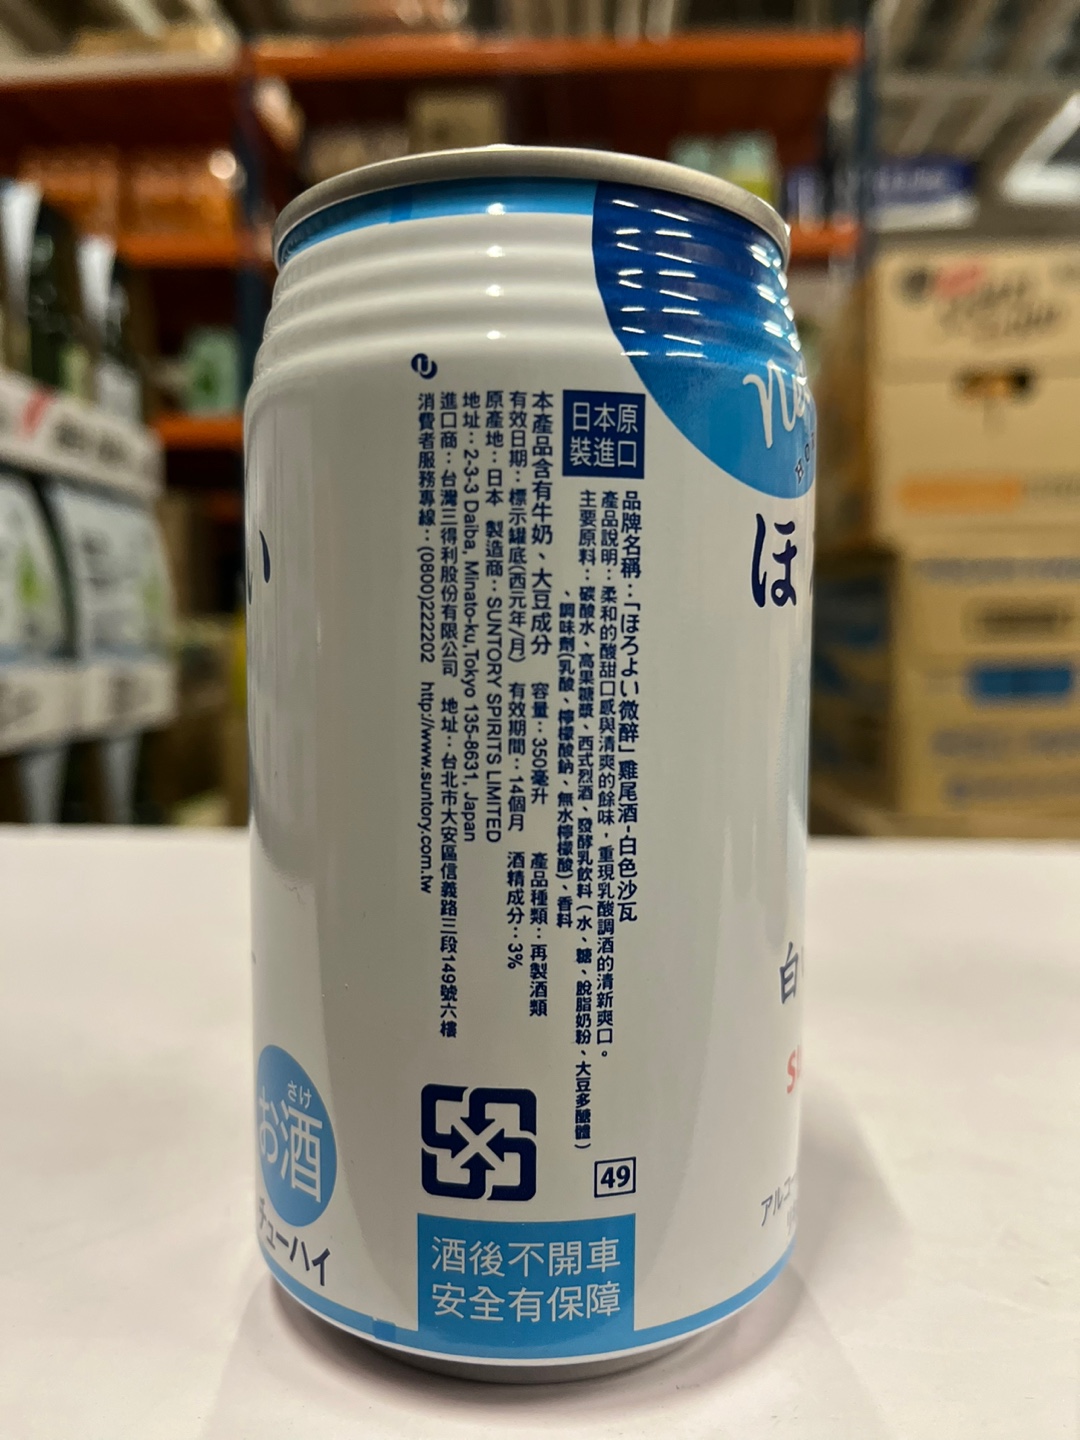 日本原
裝進口
品牌名稱：「ほろよい微醉」雞尾酒-白色沙瓦
產品說明：柔和的酸甜口感與清爽的餘味，重現乳酸調酒的清新爽口。
主要原料：碳酸水、高果糖漿、西式烈酒、發酵乳飲料(水、糖、脫脂奶粉、大豆多醣體)
、調味劑(乳酸、檸檬酸鈉、無水檸檬酸)、香料
本產品含有牛奶、大豆成分 容量：350毫升 產品種類：再製酒類
有效日期：標示罐底(西元年/月) 有效期間：14個月 酒精成分：3%
原產地：日本 製造商：SUNTORY SPIRITS LIMITED
地址：2-3-3 Daiba, Minato-ku,Tokyo 135-8631, Japan
進口商：台灣三得利股份有限公司 地址：台北市大安區信義路三段149號六樓
消費者服務專線：(0800)222202 http://www.suntory.com.tw
49
酒後不開車
安全有保障
い
さけ
お酒
チューハイ
ほ
白
アルコー